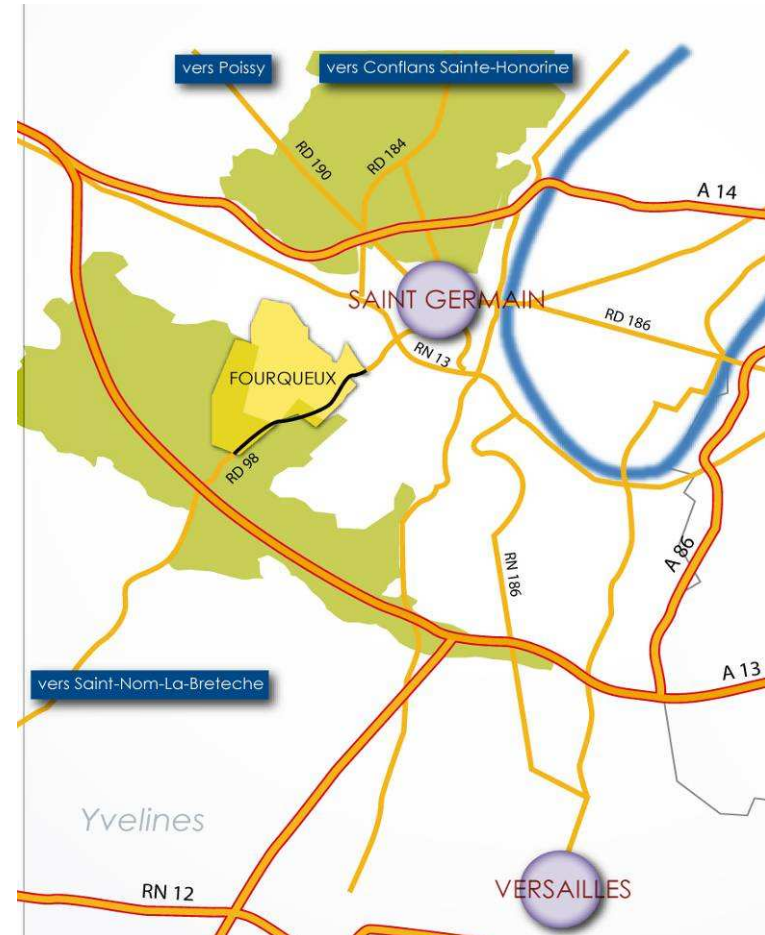 vers Poissy
vers Conflans Sainte-Honorine
RD 190
RD 184
A 14
SAINT GERMAIN
RD 186
RN 13
FOURQUEUX
RD 98
RN 186
A 86
A 13
vers Saint-Nom-La-Breteche
Yvelines
RN 12
VERSAILLES